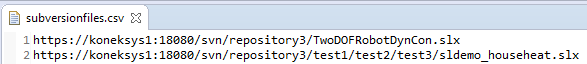 subversionfiles.csv
1 https://koneksys1:18080/svn/repository3/TwoDOFRobotDynCon.slx
2 https://koneksys1:18080/svn/repository3/test1/test2/test3/sldemo_househeat.slx